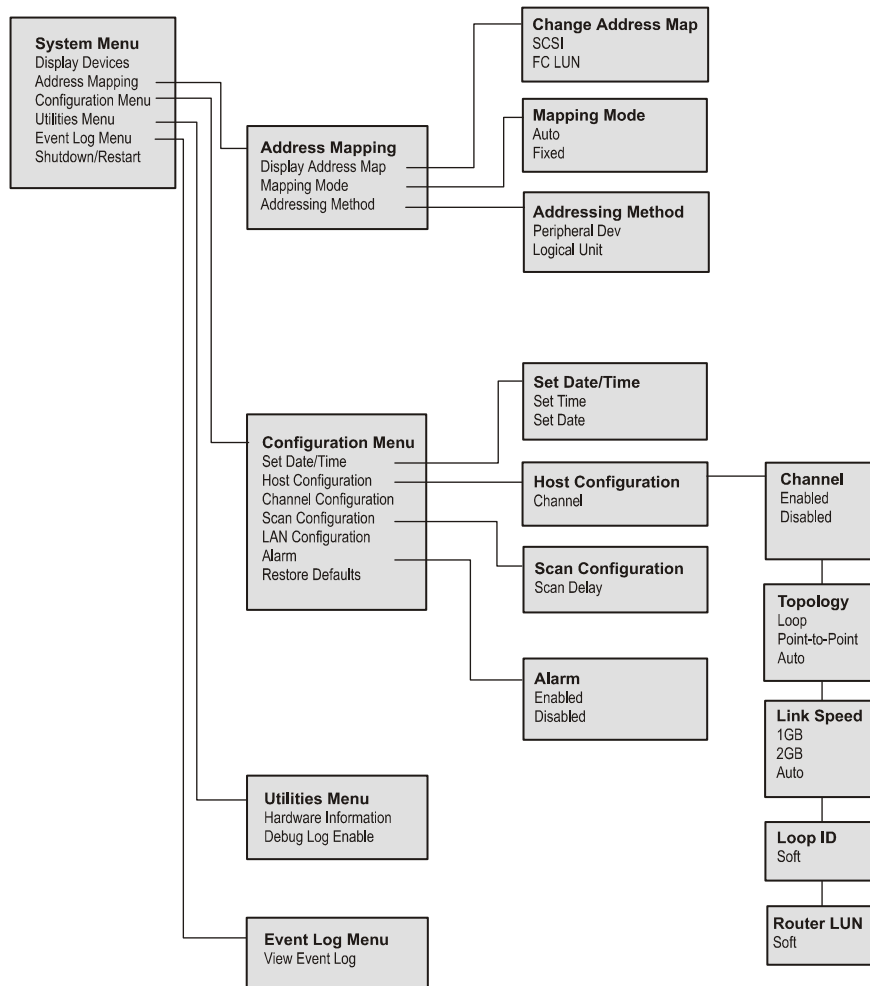 System Menu
Display Devices
Address Mapping
Configuration Menu
Utilities Menu
Event Log Menu
Shutdown/Restart
Address Mapping
Display Address Map
Mapping Mode
Addressing Method
Change Address Map
SCSI
FC LUN
Mapping Mode
Auto
Fixed
Addressing Method
Peripheral Dev
Logical Unit
Configuration Menu
Set Date/Time
Host Configuration
Channel Configuration
Scan Configuration
LAN Configuration
Alarm
Restore Defaults
Set Date/Time
Set Time
Set Date
Host Configuration
Channel
Scan Configuration
Scan Delay
Alarm
Enabled
Disabled
Channel
Enabled
Disabled
Topology
Loop
Point-to-Point
Auto
Link Speed
1GB
2GB
Auto
Loop ID
Soft
Router LUN
Soft
Utilities Menu
Hardware Information
Debug Log Enable
Event Log Menu
View Event Log